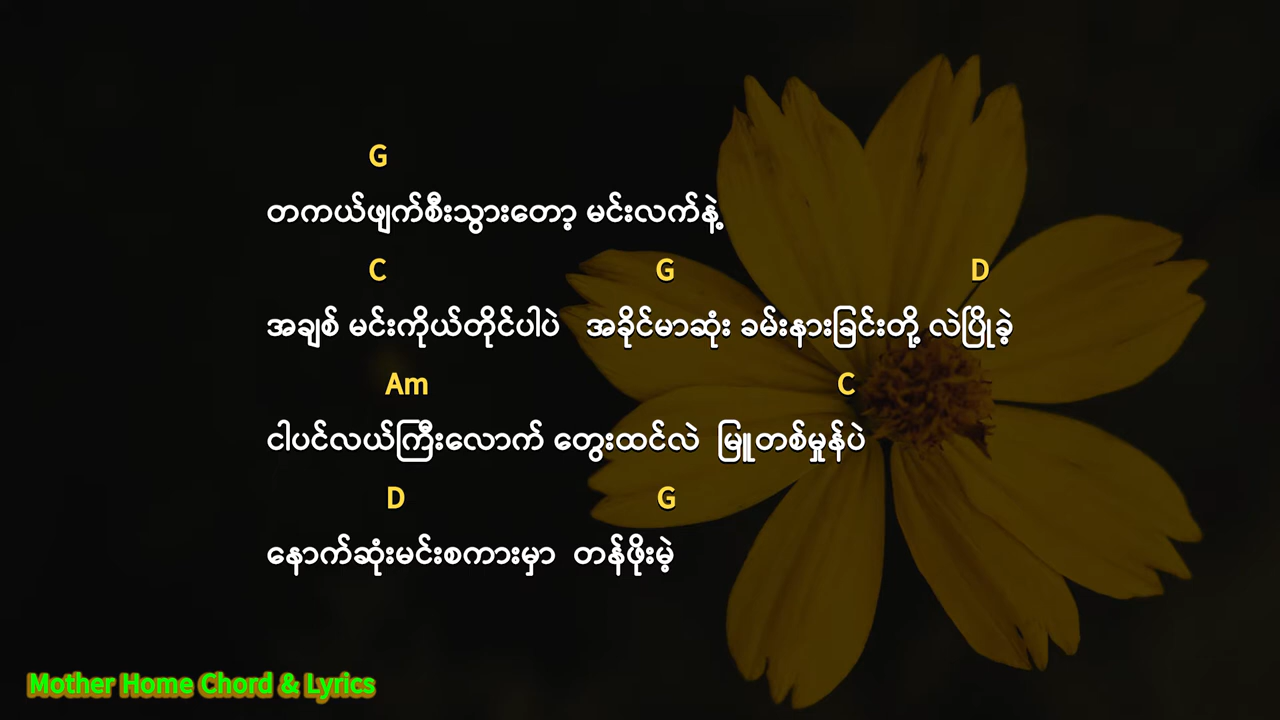 G
တကယ်ဖျက်စီးသွားတော့ မင်းလက်နဲ့
C G D
အချစ် မင်းကိုယ်တိုင်ပါပဲ အခိုင်မာဆုံး ခမ်းနားခြင်းတို့ လဲပြိုခဲ့
Am C
ငါပင်လယ်ကြီးလောက် တွေးထင်လဲ မြူတစ်မှုန်ပဲ
D G
နောက်ဆုံးမင်းစကားမှာ တန်ဖိုးမဲ့
Mother Home Chord & Lyrics